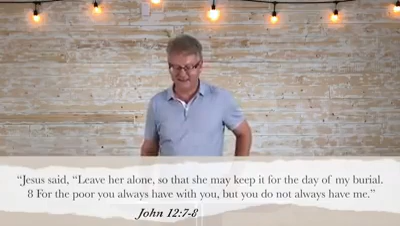 “Jesus said, “Leave her alone, so that she may keep it for the day of my burial.
8 For the poor you always have with you, but you do not always have me.”
John 12:7-8